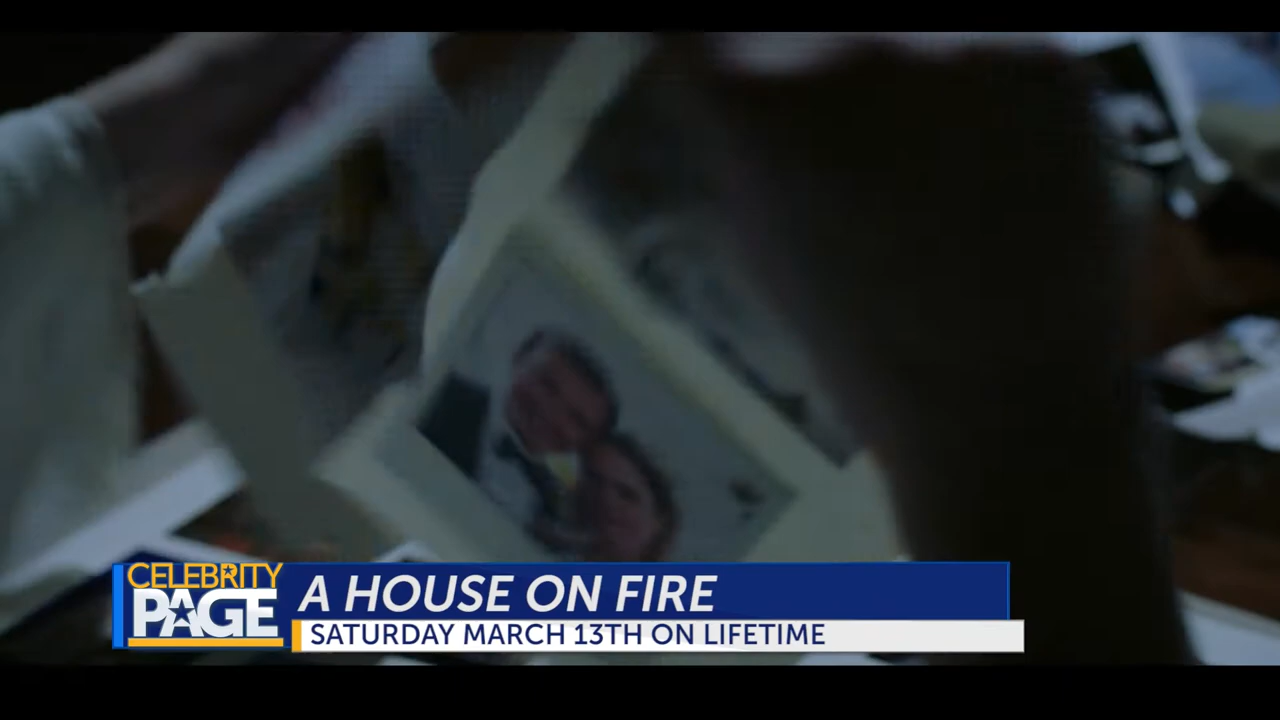 CELEBRITY
PAGE
A HOUSE ON FIRE
SATURDAY MARCH 13TH ON LIFETIME